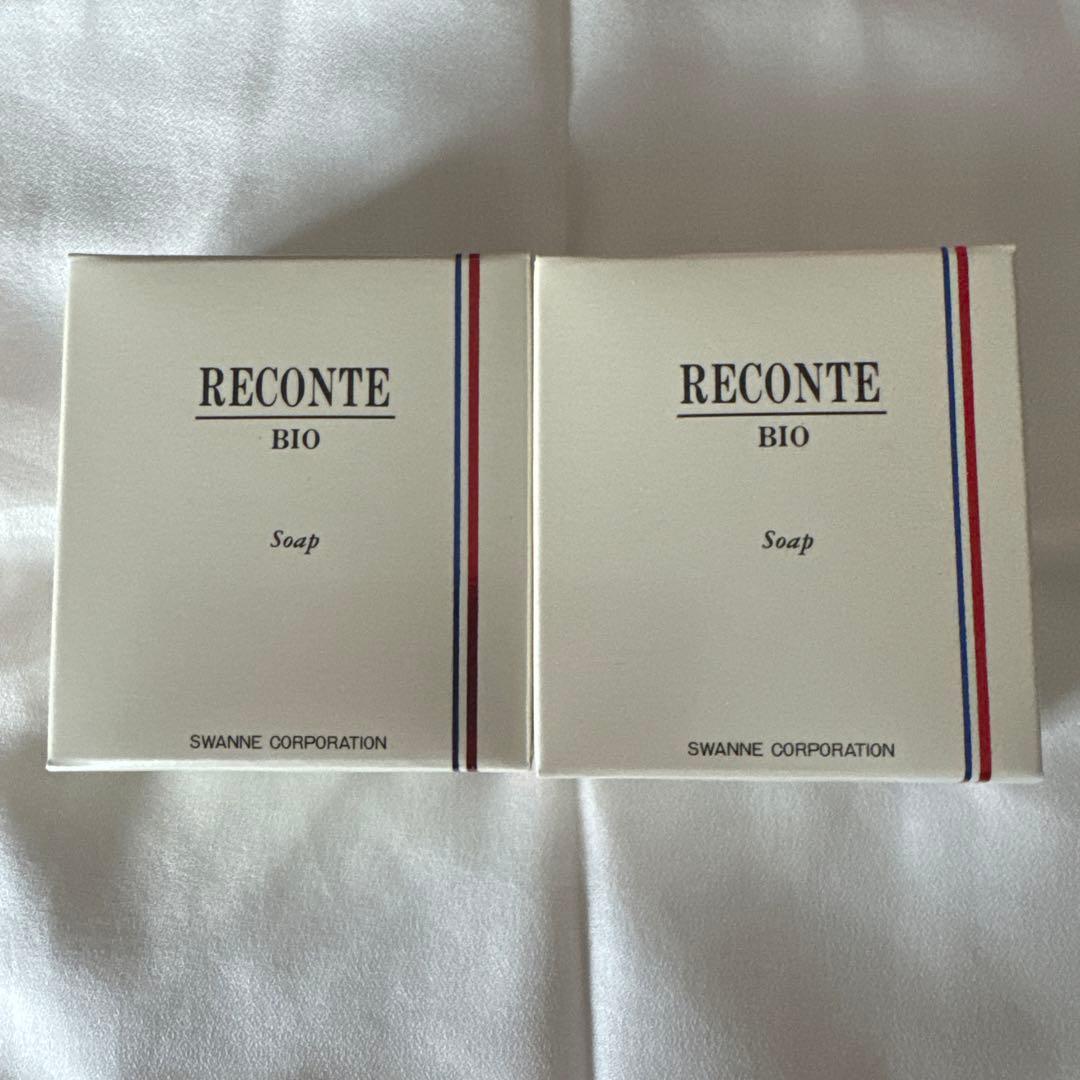 RECONTE
BIO
Soap
SWANNE CORPORATION
RECONTE
BIO
Soap
SWANNE CORPORATION